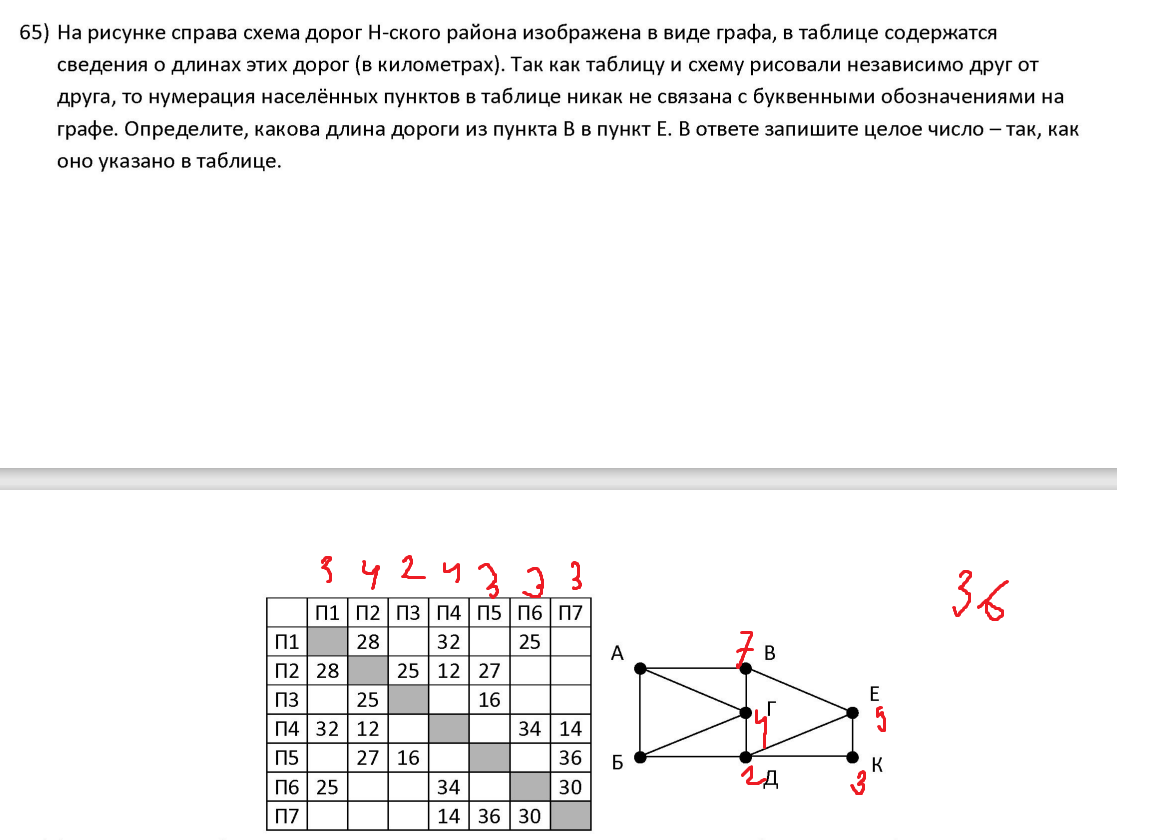 65) На рисунке справа схема дорог Н-ского района изображена в виде графа, в таблице содержатся
сведения о длинах этих дорог (в километрах). Так как таблицу и схему рисовали независимо друг от
друга, то нумерация населённых пунктов в таблице никак не связана с буквенными обозначениями на
графе. Определите, какова длина дороги из пункта В в пункт Е. В ответе запишите целое число – так, как
оно указано в таблице.
3 4 2 4 3 3 3
36
П1 П2 П3 П4 П5 П6 П7
П1 28 32 25
П2 28 25 12 27
П3 25 16
П4 32 12 34 14
П5 27 16 36
П6 25 34 30
П7 14 36 30
7
А В
Е
Г
4 5
Б
2 Д 3 К